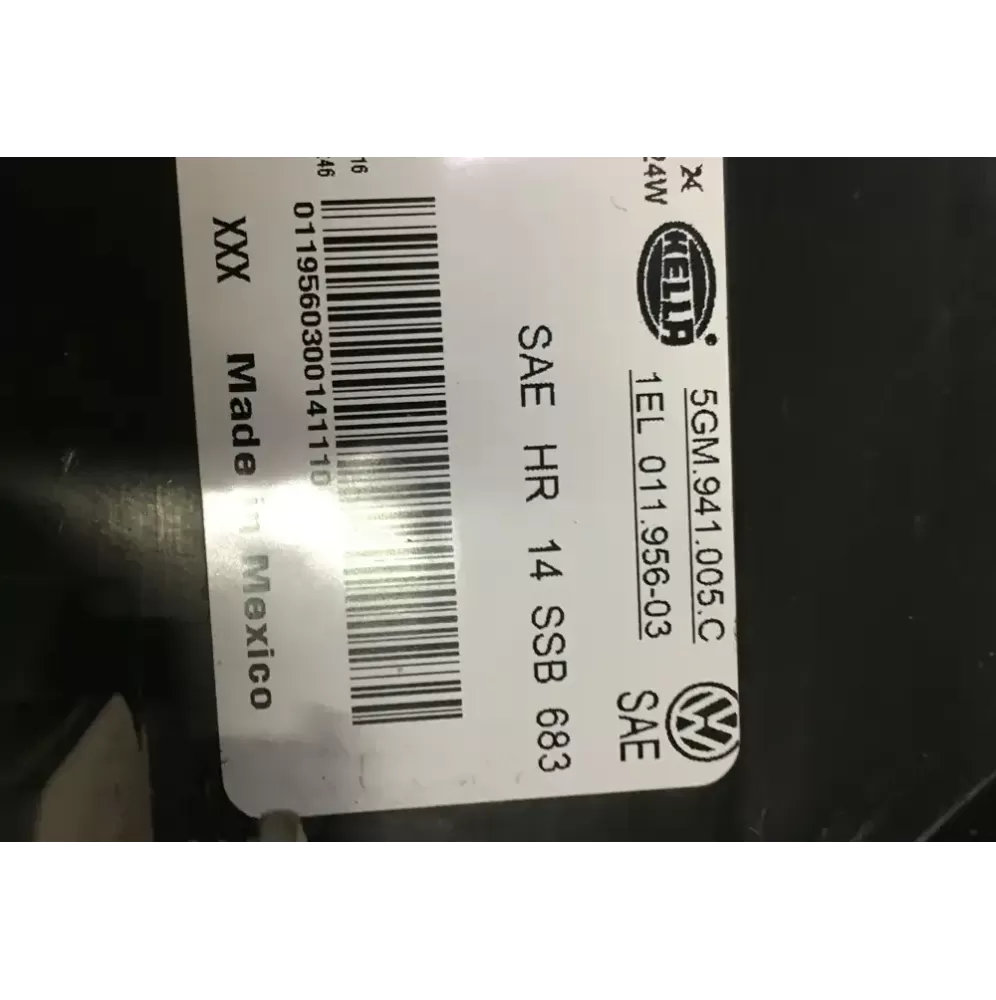 24W
HELLA
5GM.941.005.C
1EL 011.956-03
SAE
SAE HR 14 SSB 683
16
46
0119560300141110
XXX Made in Mexico